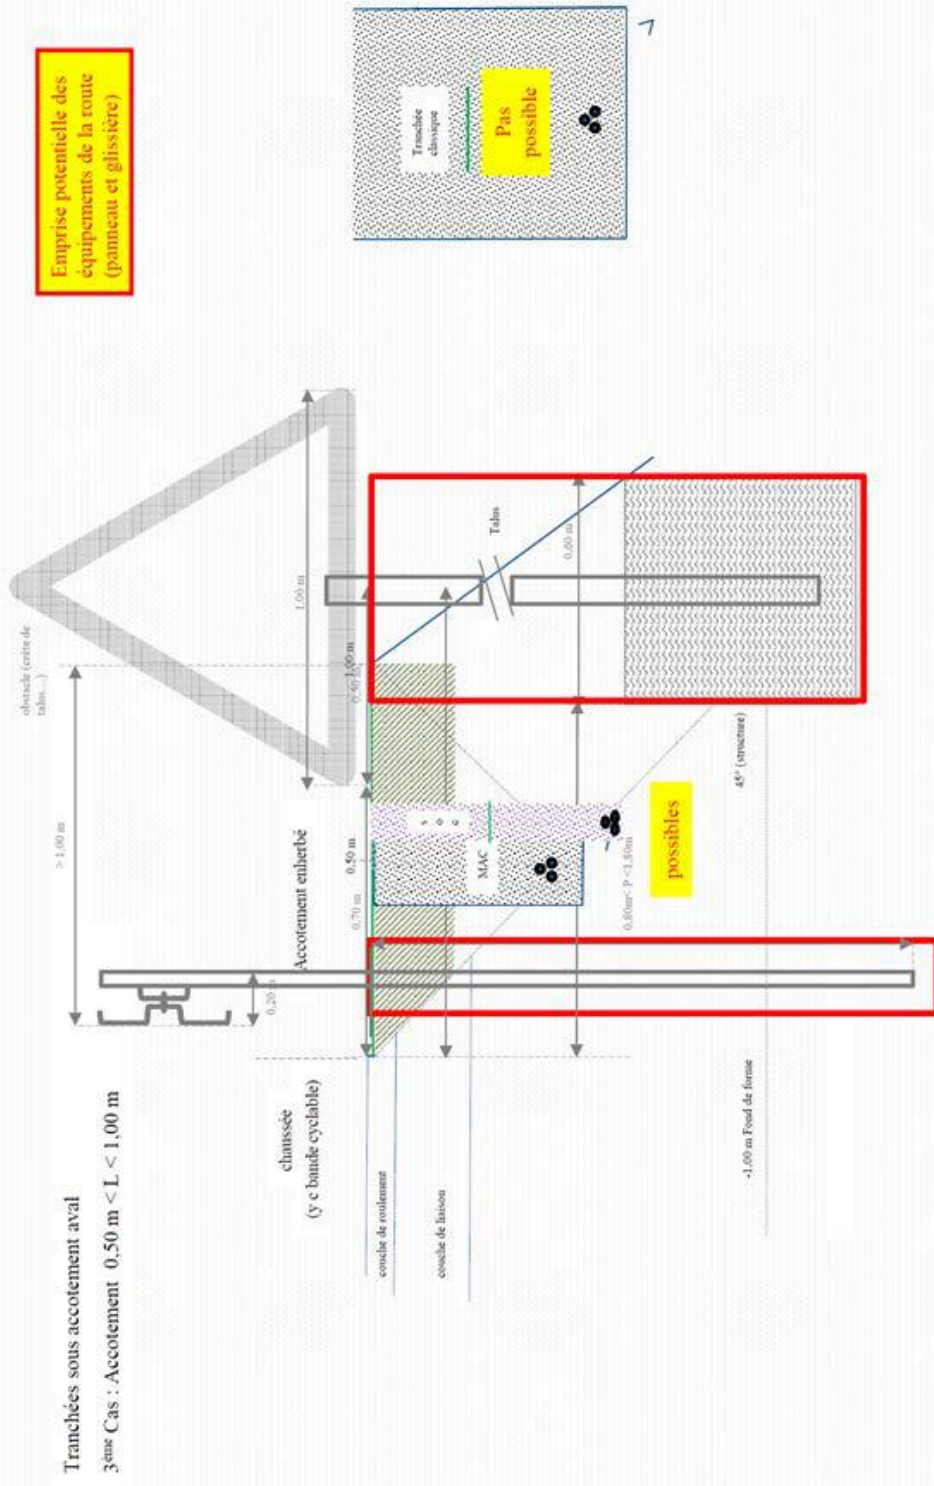 Tranchées sous accotement aval
3ème Cas : Accotement 0,50 m < L < 1,00 m
Emprise potentielle des
équipements de la route
(panneau et glissière)
obstacle (crête de
talus...)
> 1,00 m
1,00 m
0,20 m
Accotement enherbé
chaussée
(y c bande cyclable)
0,70 m
0,50 m
0,50 m
1,00 m
couche de roulement
couche de liaison
s
o
c
MAC
Talus
0,60 m
0,80m< P <1,80m
possibles
45° (structure)
-1,00 m Fond de forme
Tranchée
classique
Pas
possible